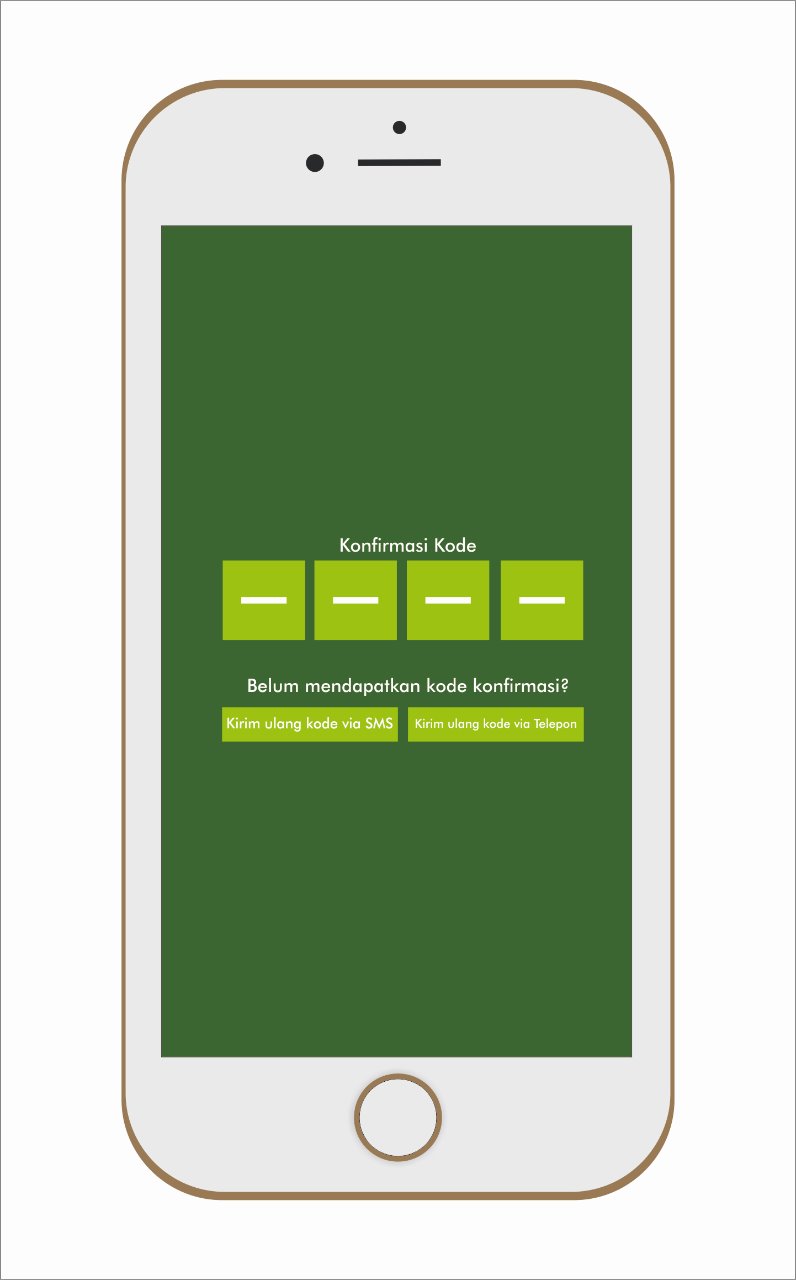 Konfirmasi Kode
Belum mendapatkan kode konfirmasi?
Kirim ulang kode via SMS
Kirim ulang kode via Telepon